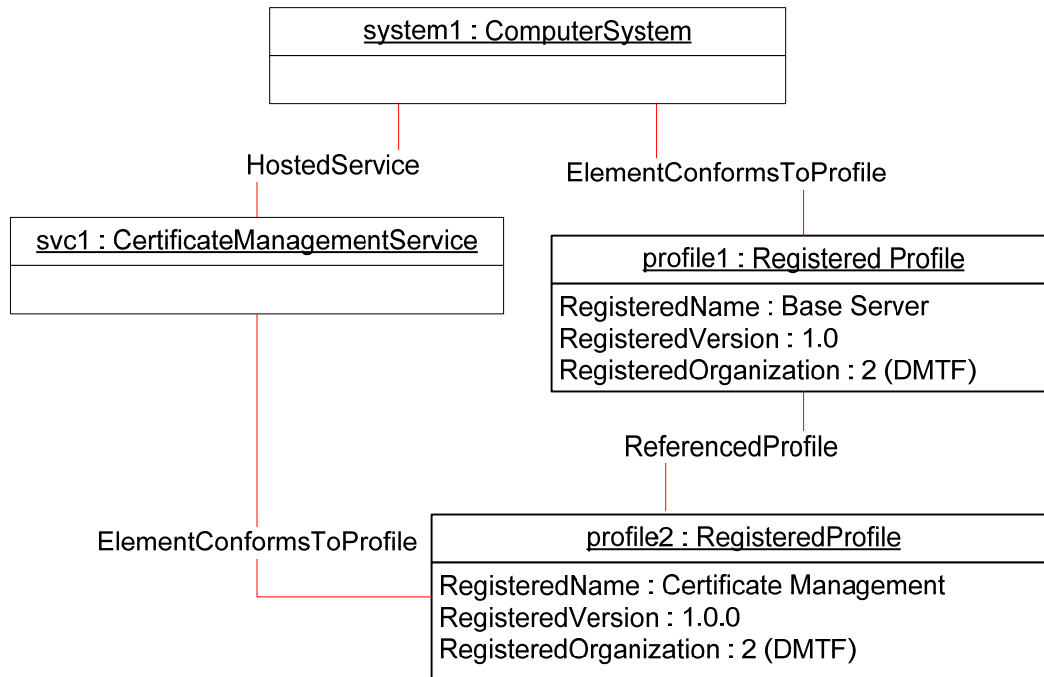 system1 : ComputerSystem
HostedService
ElementConformsToProfile
svc1 : CertificateManagementService
profile1 : Registered Profile
RegisteredName : Base Server
RegisteredVersion : 1.0
RegisteredOrganization : 2 (DMTF)
ReferencedProfile
ElementConformsToProfile
profile2 : RegisteredProfile
RegisteredName : Certificate Management
RegisteredVersion : 1.0.0
RegisteredOrganization : 2 (DMTF)